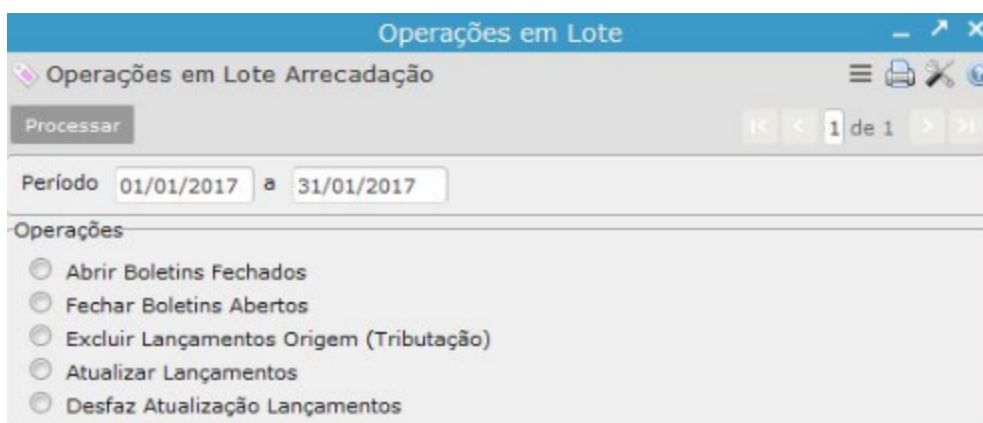 Operações em Lote
Operações em Lote Arrecadação
Processar
1 de 1
Período 01/01/2017 a 31/01/2017
Operações
Abrir Boletins Fechados
Fechar Boletins Abertos
Excluir Lançamentos Origem (Tributação)
Atualizar Lançamentos
Desfaz Atualização Lançamentos